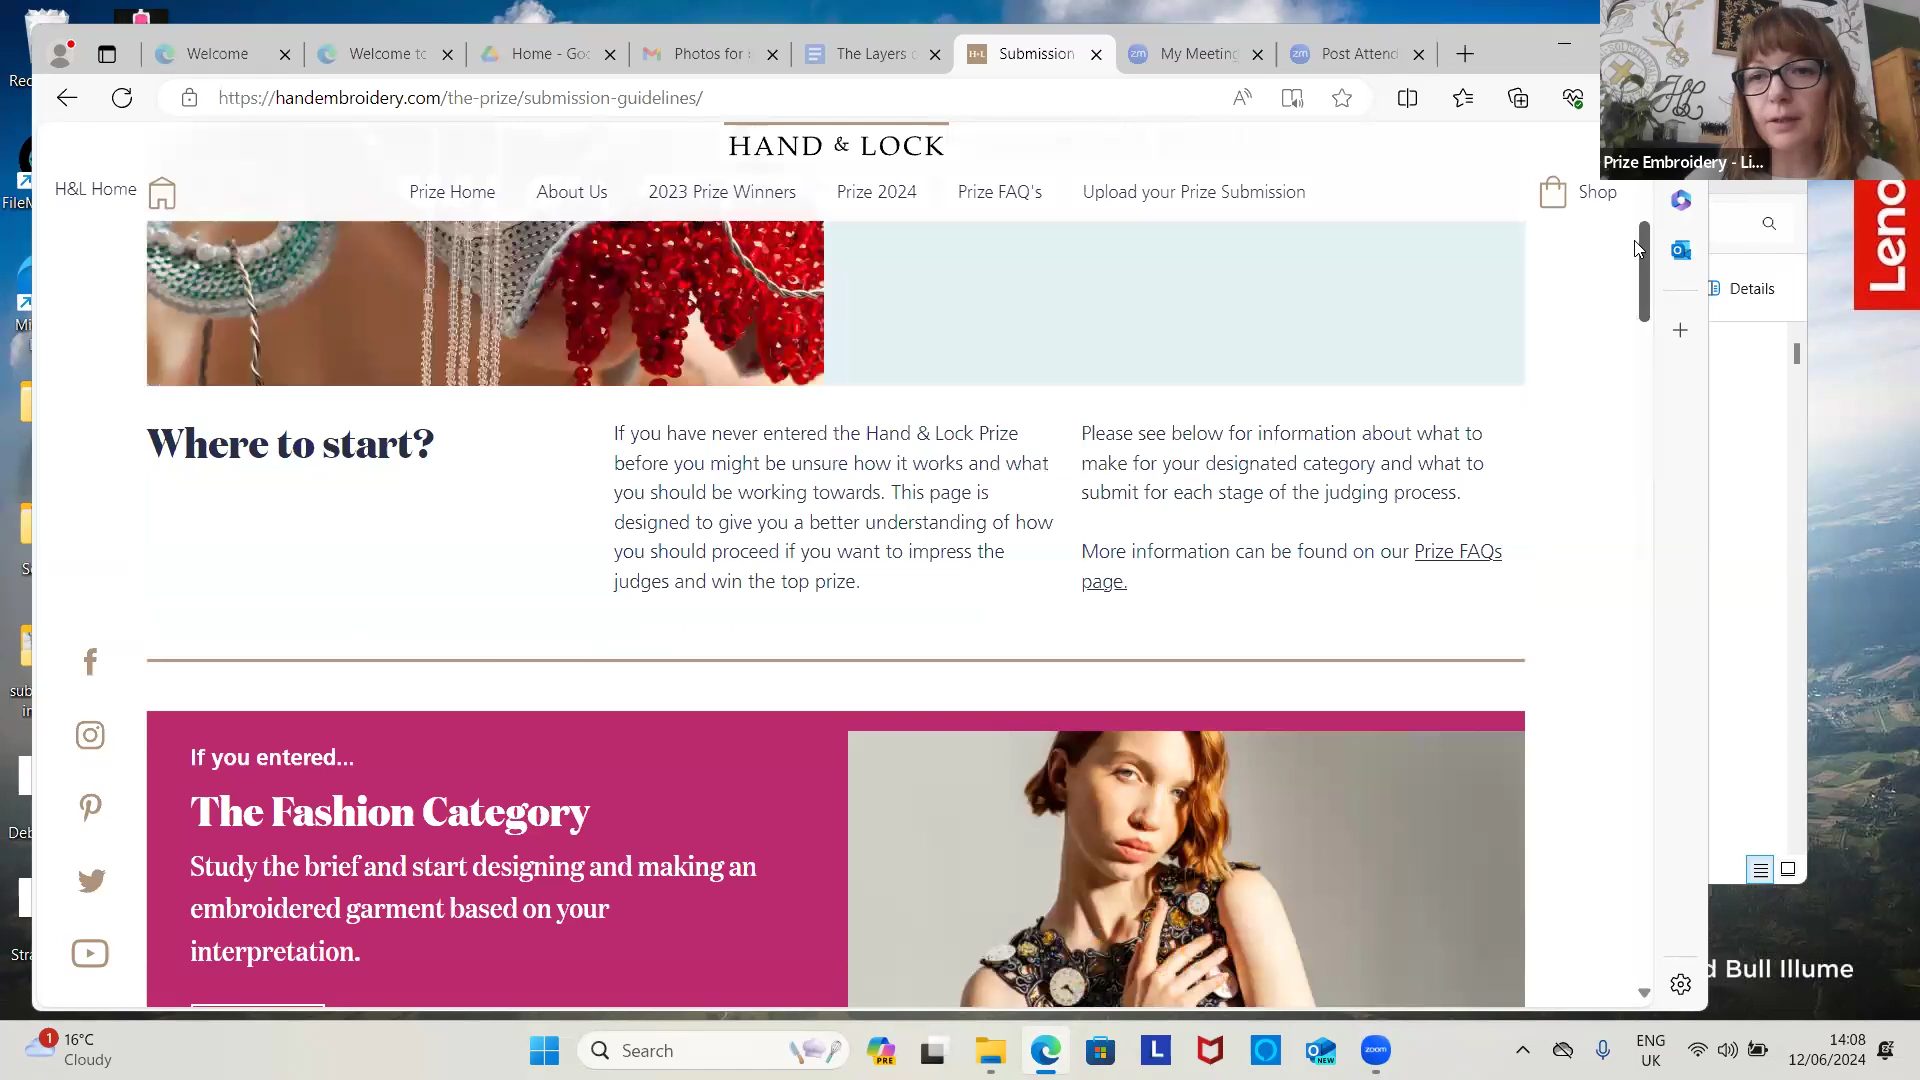 Welcome
Welcome to
Home - Goo
Photos for
The Layers o
Submission
My Meeting
Post Attend
https://handembroidery.com/the-prize/submission-guidelines/
HAND & LOCK
Prize Embroidery - Li...
H&L Home
Prize Home
About Us
2023 Prize Winners
Prize 2024
Prize FAQ's
Upload your Prize Submission
Shop
Details
Where to start?
If you have never entered the Hand & Lock Prize
before you might be unsure how it works and what
you should be working towards. This page is
designed to give you a better understanding of how
you should proceed if you want to impress the
judges and win the top prize.
Please see below for information about what to
make for your designated category and what to
submit for each stage of the judging process.
More information can be found on our Prize FAQs
page.
If you entered...
The Fashion Category
Study the brief and start designing and making an
embroidered garment based on your
interpretation.
d Bull Illume
1
16°C
Cloudy
Search
PRE
L
NEW
zoom
ENG
UK
14:08
12/06/2024